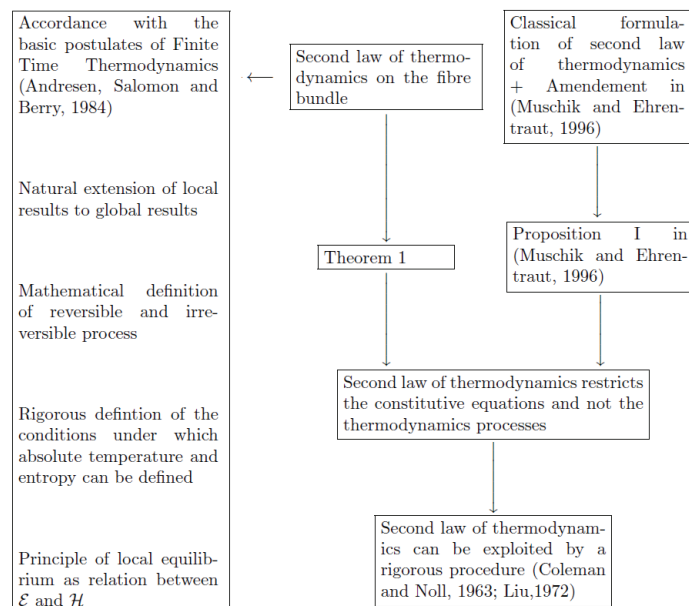 Accordance with the
basic postulates of Finite
Time Thermodynamics
(Andresen, Salomon and
Berry, 1984)
Natural extension of local
results to global results
Mathematical definition
of reversible and irre-
versible process
Rigorous defintion of the
conditions under which
absolute temperature and
entropy can be defined
Principle of local equilib-
rium as relation between
ℰ and ℋ
Second law of thermo-
dynamics on the fibre
bundle
Classical formu-
lation of second law
of thermodynamics
+ Amendement in
(Muschik and Ehren-
traut, 1996)
Theorem 1
Proposition I in
(Muschik and Ehren-
traut, 1996)
Second law of thermodynamics restricts
the constitutive equations and not the
thermodynamics processes
Second law of thermodynam-
ics can be exploited by a
rigorous procedure (Coleman
and Noll, 1963; Liu,1972)